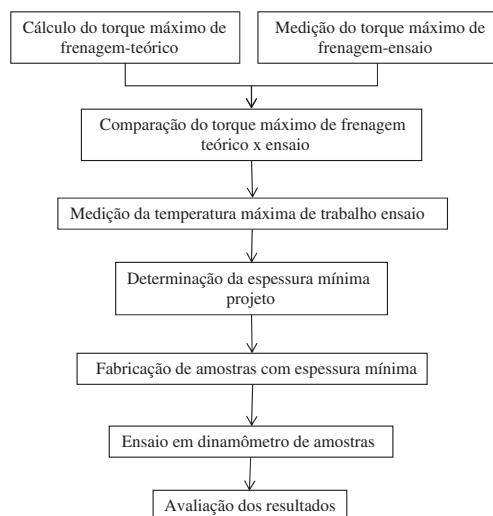 Cálculo do torque máximo de
frenagem-teórico
Medição do torque máximo de
frenagem-ensaio
Comparação do torque máximo de frenagem
teórico x ensaio
Medição da temperatura máxima de trabalho ensaio
Determinação da espessura mínima
projeto
Fabricação de amostras com espessura mínima
Ensaio em dinamômetro de amostras
Avaliação dos resultados